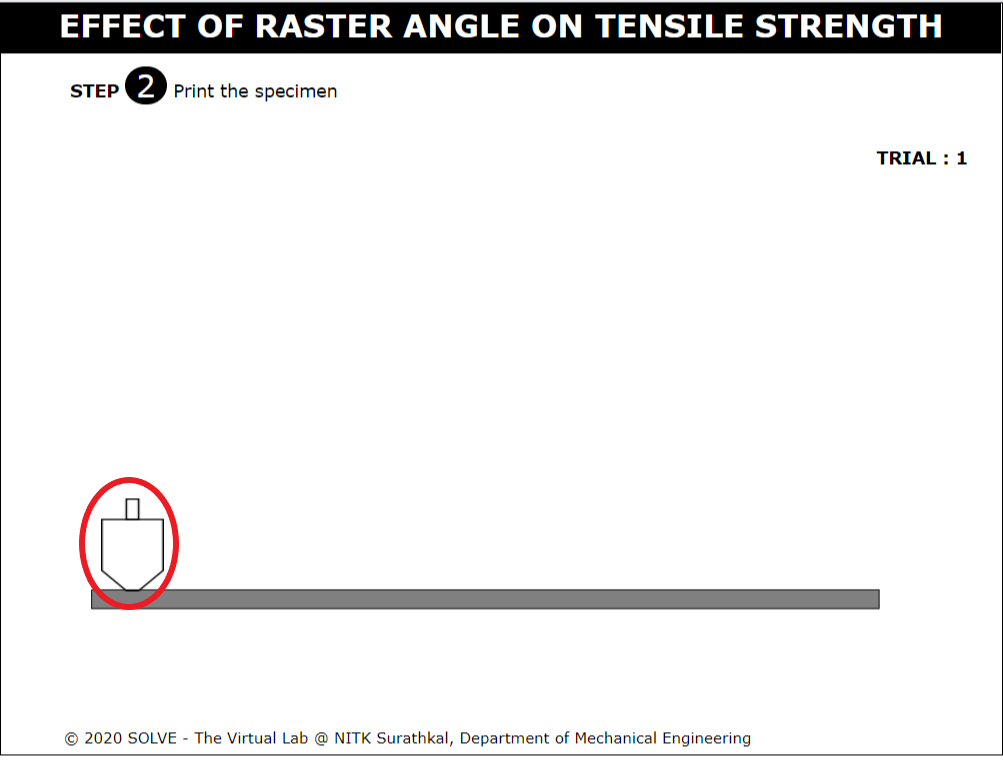 EFFECT OF RASTER ANGLE ON TENSILE STRENGTH
STEP 2 Print the specimen
TRIAL : 1
© 2020 SOLVE - The Virtual Lab @ NITK Surathkal, Department of Mechanical Engineering